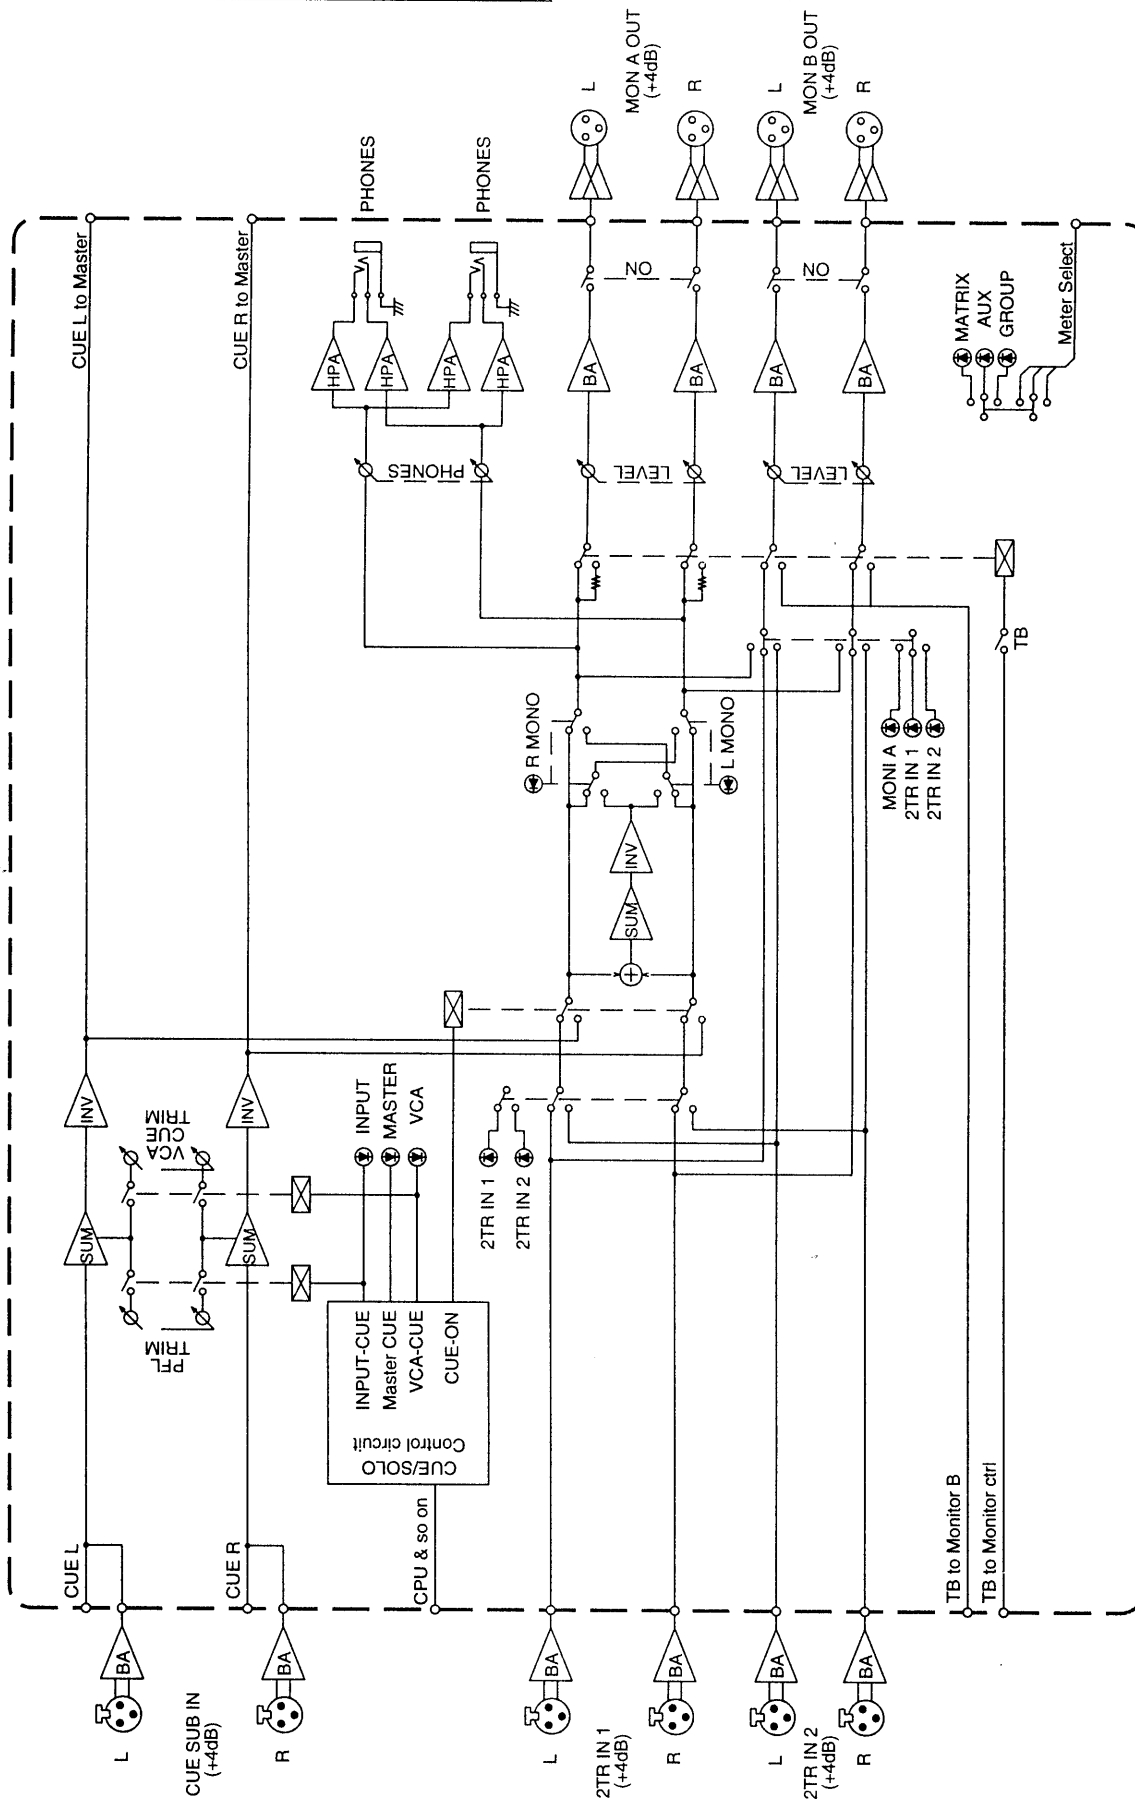 L
CUE SUB IN
(+4dB)
R
L
2TR IN 1
(+4dB)
R
L
2TR IN 2
(+4dB)
R
BA
BA
BA
BA
BA
BA
CUE L
CUE R
CPU & so on
TB to Monitor B
TB to Monitor ctrl
CUE/SOLO
Control circuit
INPUT-CUE
Master CUE
VCA-CUE
CUE-ON
PFL
TRIM
SUM
SUM
VCA
CUE
TRIM
INV
INV
INPUT
MASTER
VCA
2TR IN 1
2TR IN 2
SUM
INV
R MONO
L MONO
MONI A
2TR IN 1
2TR IN 2
TB
PHONES
LEVEL
LEVEL
HPA
HPA
HPA
HPA
BA
BA
BA
BA
MATRIX
AUX
GROUP
Meter Select
ON
ON
CUE L to Master
CUE R to Master
PHONES
PHONES
L
MON A OUT
(+4dB)
R
L
MON B OUT
(+4dB)
R